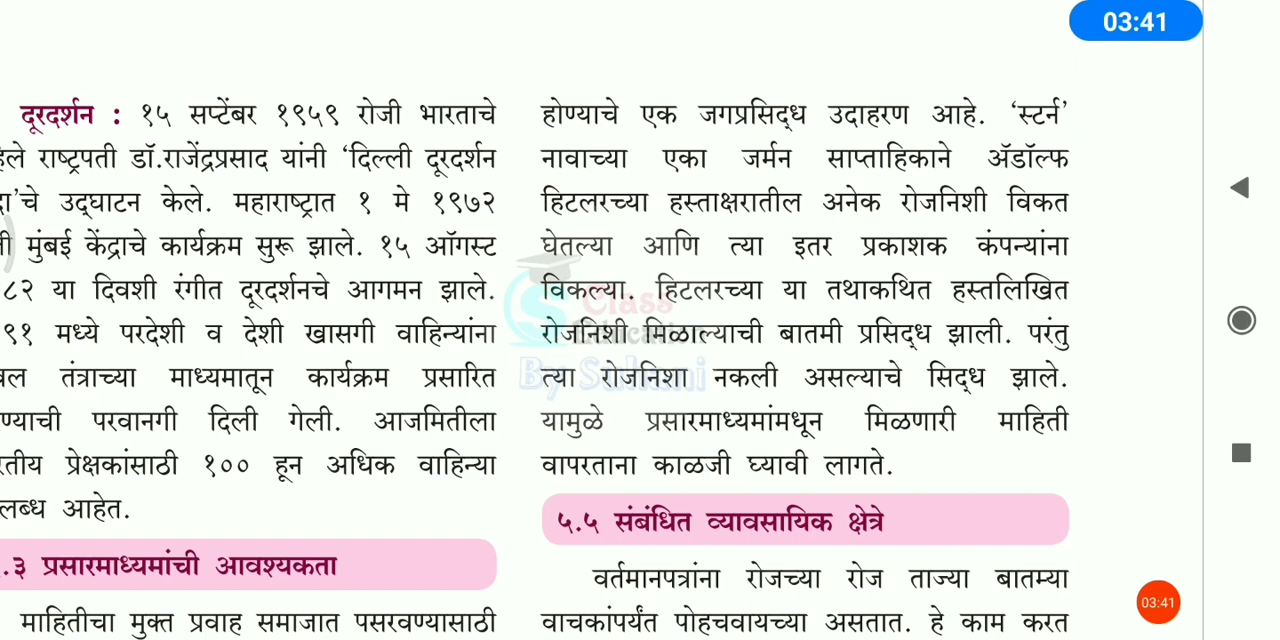 03:41
दूरदर्शन : १५ सप्टेंबर १९५९ रोजी भारताचे
हिले राष्ट्रपती डॉ.राजेंद्रप्रसाद यांनी ‘दिल्ली दूरदर्शन
द्रा’चे उद्घाटन केले. महाराष्ट्रात १ मे १९७२
मुंबई केंद्राचे कार्यक्रम सुरू झाले. १५ ऑगस्ट
८२ या दिवशी रंगीत दूरदर्शनचे आगमन झाले.
९१ मध्ये परदेशी व देशी खासगी वाहिन्यांना
बल तंत्राच्या माध्यमातून कार्यक्रम प्रसारित
ण्याची परवानगी दिली गेली. आजमितीला
रतीय प्रेक्षकांसाठी १०० हून अधिक वाहिन्या
लब्ध आहेत.
.३ प्रसारमाध्यमांची आवश्यकता
माहितीचा मुक्त प्रवाह समाजात पसरवण्यासाठी
होण्याचे एक जगप्रसिद्ध उदाहरण आहे. ‘स्टर्न’
नावाच्या एका जर्मन साप्ताहिकाने ॲडॉल्फ
हिटलरच्या हस्ताक्षरातील अनेक रोजनिशी विकत
घेतल्या आणि त्या इतर प्रकाशक कंपन्यांना
विकल्या. हिटलरच्या या तथाकथित हस्तलिखित
रोजनिशी मिळाल्याची बातमी प्रसिद्ध झाली. परंतु
त्या रोजनिशा नकली असल्याचे सिद्ध झाले.
यामुळे प्रसारमाध्यमांमधून मिळणारी माहिती
वापरताना काळजी घ्यावी लागते.
५.५ संबंधित व्यावसायिक क्षेत्रे
वर्तमानपत्रांना रोजच्या रोज ताज्या बातम्या
वाचकांपर्यंत पोहचवायच्या असतात. हे काम करत
Class
By
03:41